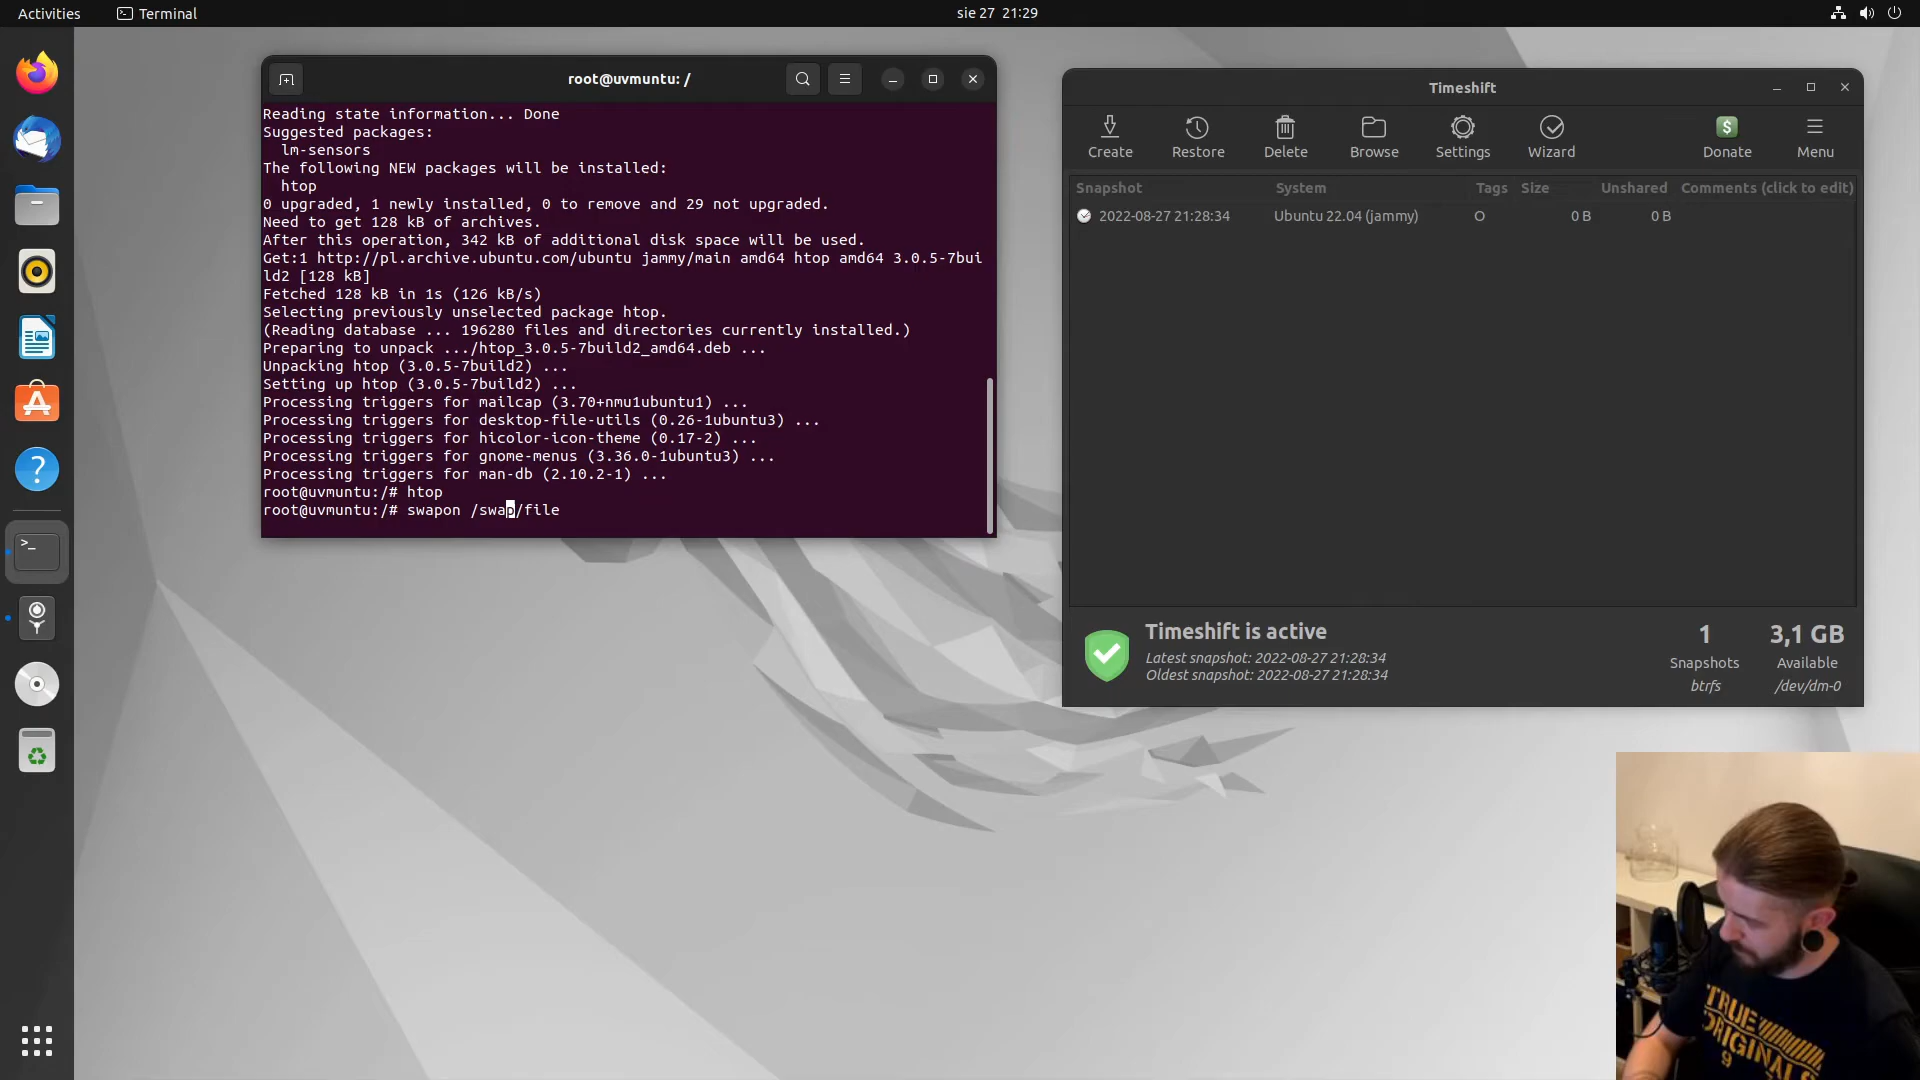 Activities
Terminal
sie 27 21:29
root@uvmuntu: /
Reading state information... Done
Suggested packages:
lm-sensors
The following NEW packages will be installed:
htop
0 upgraded, 1 newly installed, 0 to remove and 29 not upgraded.
Need to get 128 kB of archives.
After this operation, 342 kB of additional disk space will be used.
Get:1 http://pl.archive.ubuntu.com/ubuntu jammy/main amd64 htop amd64 3.0.5-7bui
ld2 [128 kB]
Fetched 128 kB in 1s (126 kB/s)
Selecting previously unselected package htop.
(Reading database ... 196280 files and directories currently installed.)
Preparing to unpack .../htop_3.0.5-7build2_amd64.deb ...
Unpacking htop (3.0.5-7build2) ...
Setting up htop (3.0.5-7build2) ...
Processing triggers for mailcap (3.70+nmu1ubuntu1) ...
Processing triggers for desktop-file-utils (0.26-1ubuntu3) ...
Processing triggers for hicolor-icon-theme (0.17-2) ...
Processing triggers for gnome-menus (3.36.0-1ubuntu3) ...
Processing triggers for man-db (2.10.2-1) ...
root@uvmuntu:/# htop
root@uvmuntu:/# swapon /swap/file
Timeshift
Create Restore Delete Browse Settings Wizard Donate Menu
Snapshot System Tags Size Unshared Comments (click to edit)
2022-08-27 21:28:34 Ubuntu 22.04 (jammy) O 0 B 0 B
Timeshift is active
Latest snapshot: 2022-08-27 21:28:34
Oldest snapshot: 2022-08-27 21:28:34
1
Snapshots
btrfs
3,1 GB
Available
/dev/dm-0
TRUE
ORIGINALS
9